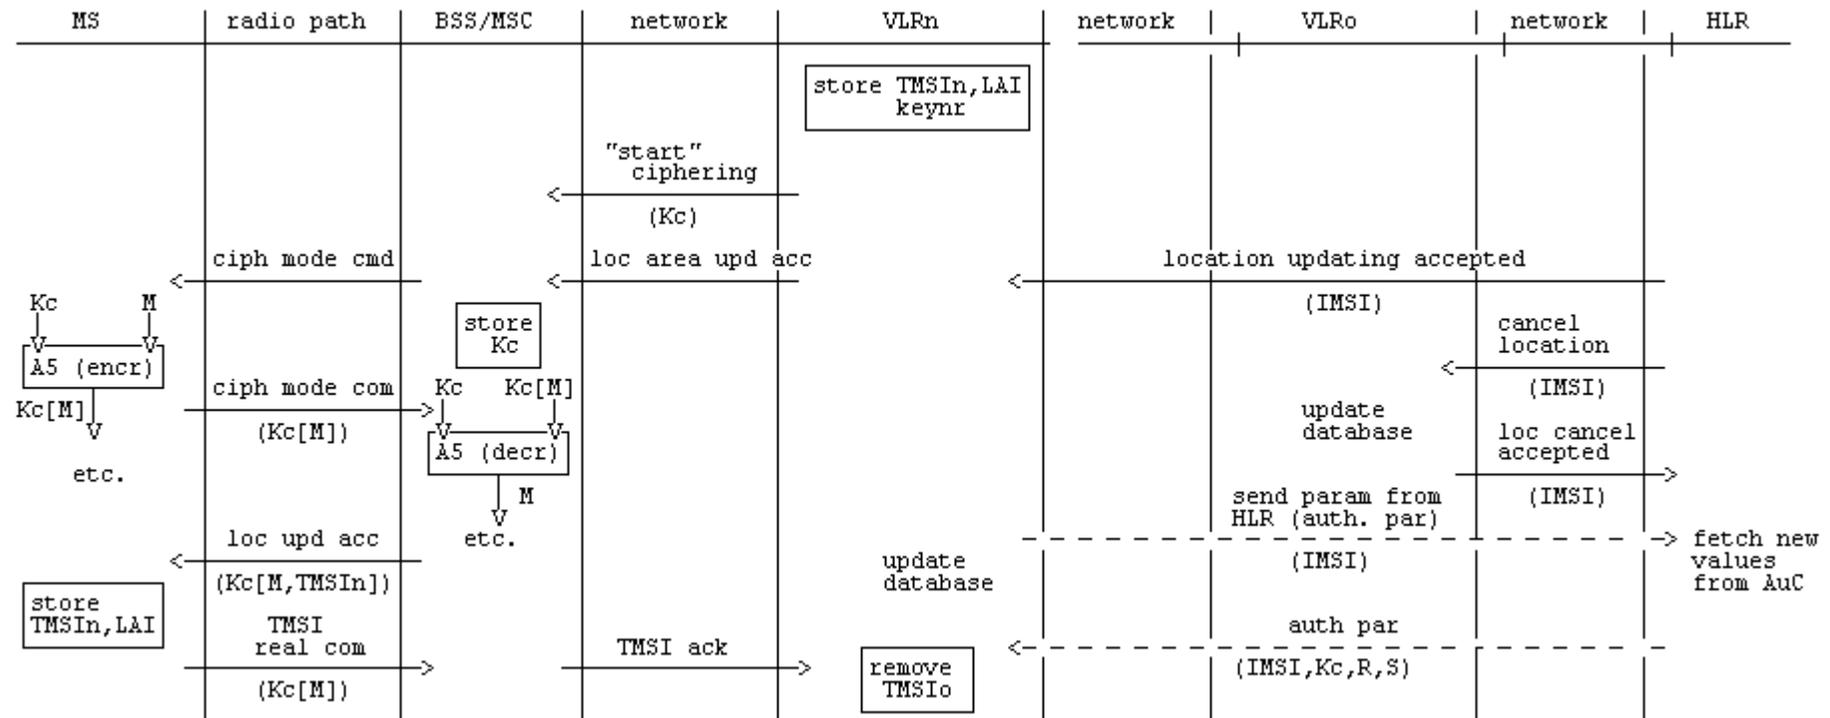 MS radio path BSS/MSC network VLRn network VLRo network HLR
store TMSIn,LAI
keynr
"start"
ciphering
(Kc)
ciph mode cmd loc area upd acc location updating accepted
Kc M (IMSI)
store cancel
Kc location
A5 (encr)
ciph mode com Kc Kc[M] (IMSI)
Kc[M] update
(Kc[M]) database loc cancel
A5 (decr) accepted
etc.
M send param from (IMSI)
HLR (auth. par)
loc upd acc etc. fetch new
update (IMSI) values
(Kc[M,TMSIn]) database from AuC
store
TMSIn,LAI TMSI auth par
real com TMSI ack
remove (IMSI,Kc,R,S)
(Kc[M]) TMSIo